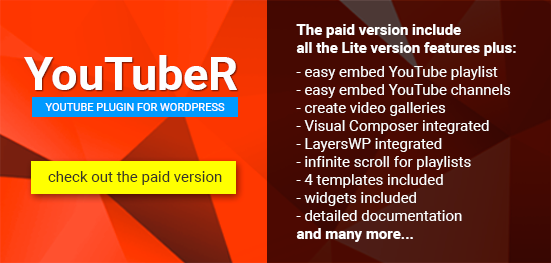 YouTubeR
YOUTUBE PLUGIN FOR WORDPRESS
check out the paid version
The paid version include
all the Lite version features plus:
- easy embed YouTube playlist
- easy embed YouTube channels
- create video galleries
- Visual Composer integrated
- LayersWP integrated
- infinite scroll for playlists
- 4 templates included
- widgets included
- detailed documentation
and many more...